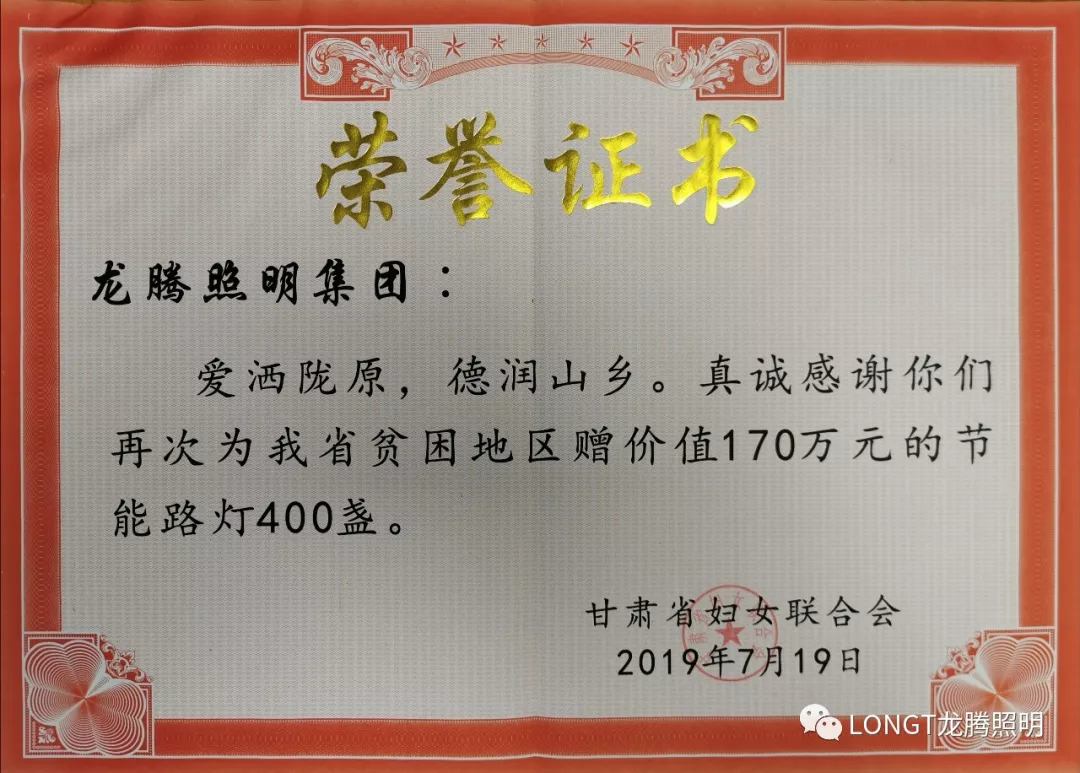 荣誉证书
龙腾照明集团：
爱洒陇原，德润山乡。真诚感谢你们
再次为我省贫困地区赠价值170万元的节
能路灯400盏。
甘肃省妇女联合会
2019年7月19日
LONGT龙腾照明